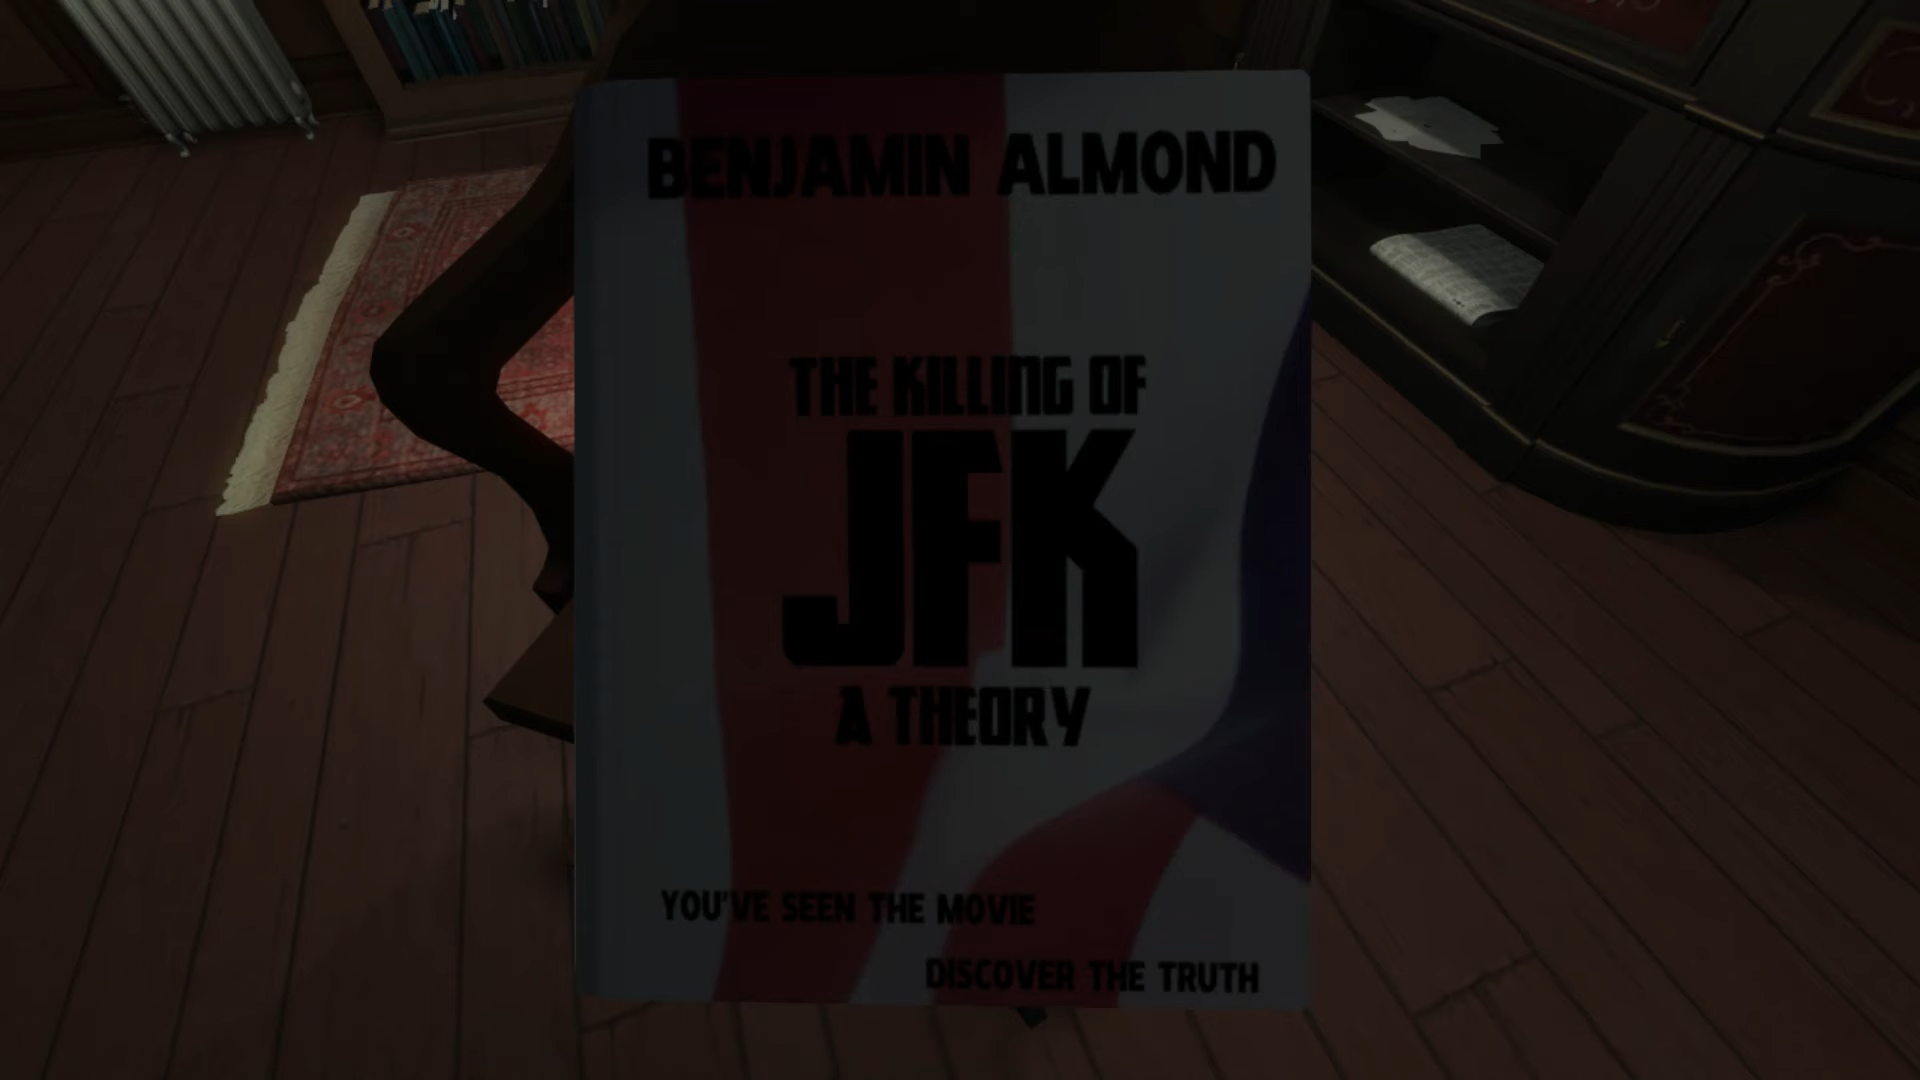 BENJAMIN ALMOND
THE KILLING OF
JFK
A THEORY
YOU'VE SEEN THE MOVIE
DISCOVER THE TRUTH